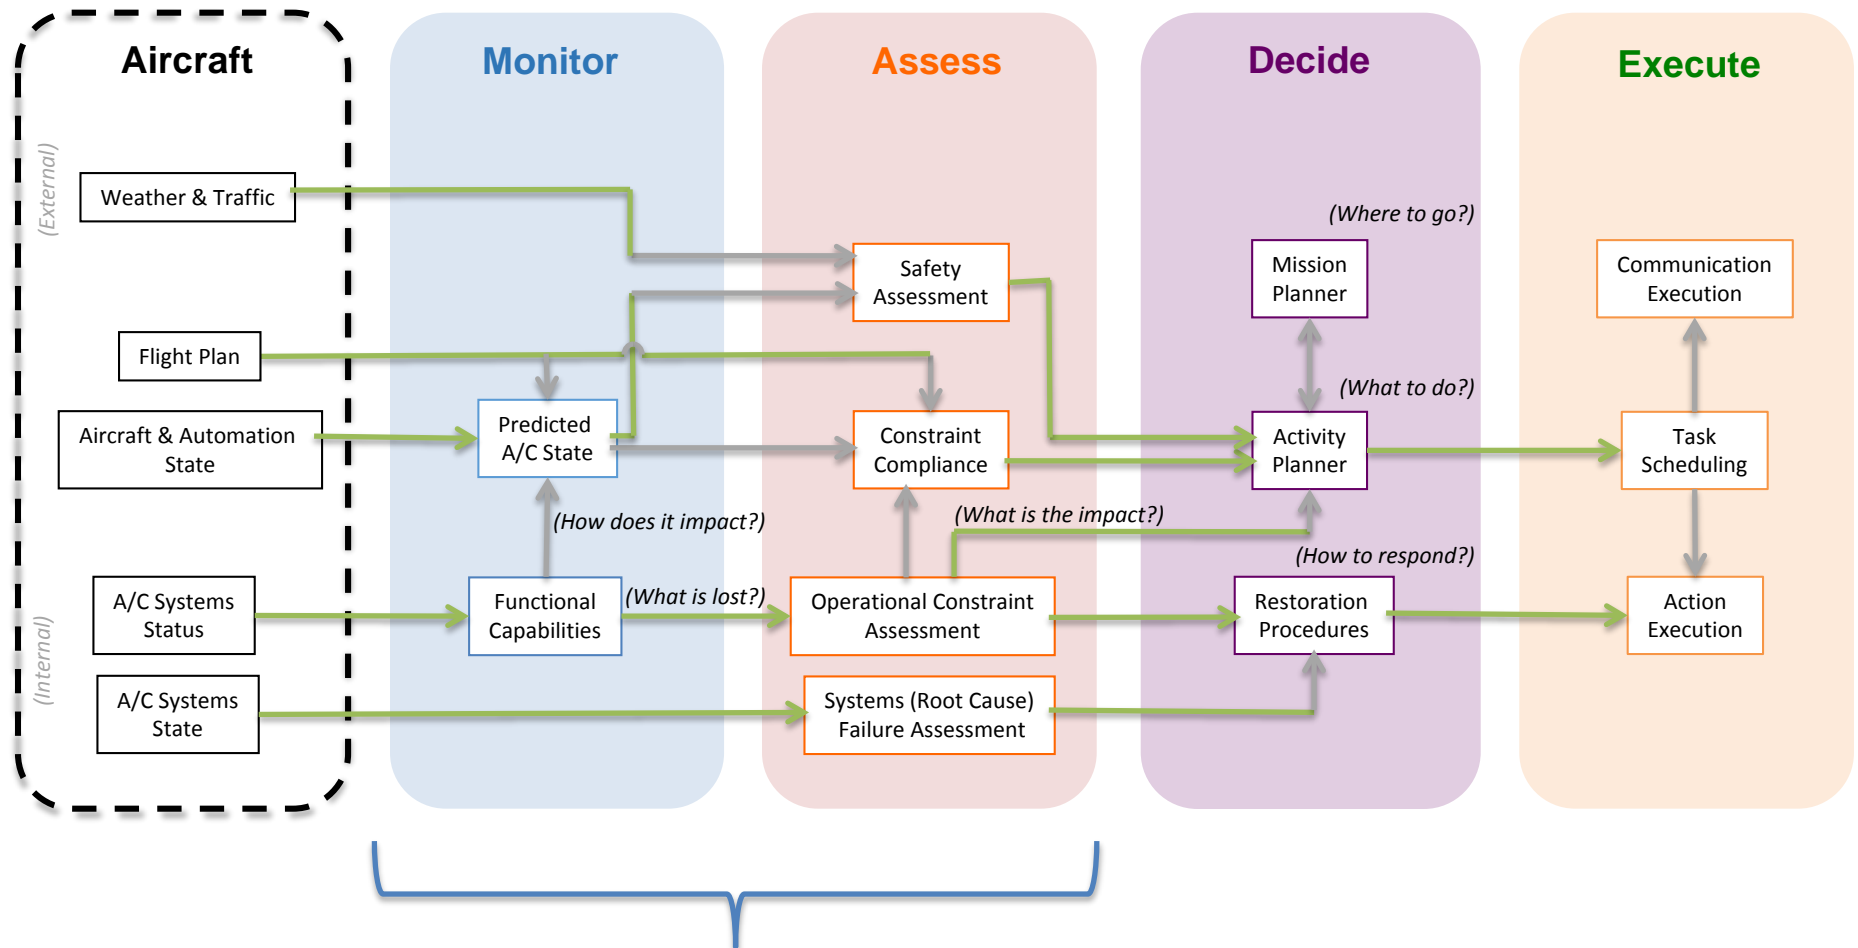 Aircraft
Monitor
Assess
Decide
Execute
(External)
Weather & Traffic
(Where to go?)
Safety
Assessment
Mission
Planner
Communication
Execution
Flight Plan
(What to do?)
Aircraft & Automation
State
Predicted
A/C State
Constraint
Compliance
Activity
Planner
Task
Scheduling
(How does it impact?)
(What is the impact?)
(How to respond?)
(Internal)
A/C Systems
Status
Functional
Capabilities
(What is lost?)
Operational Constraint
Assessment
Restoration
Procedures
Action
Execution
A/C Systems
State
Systems (Root Cause)
Failure Assessment